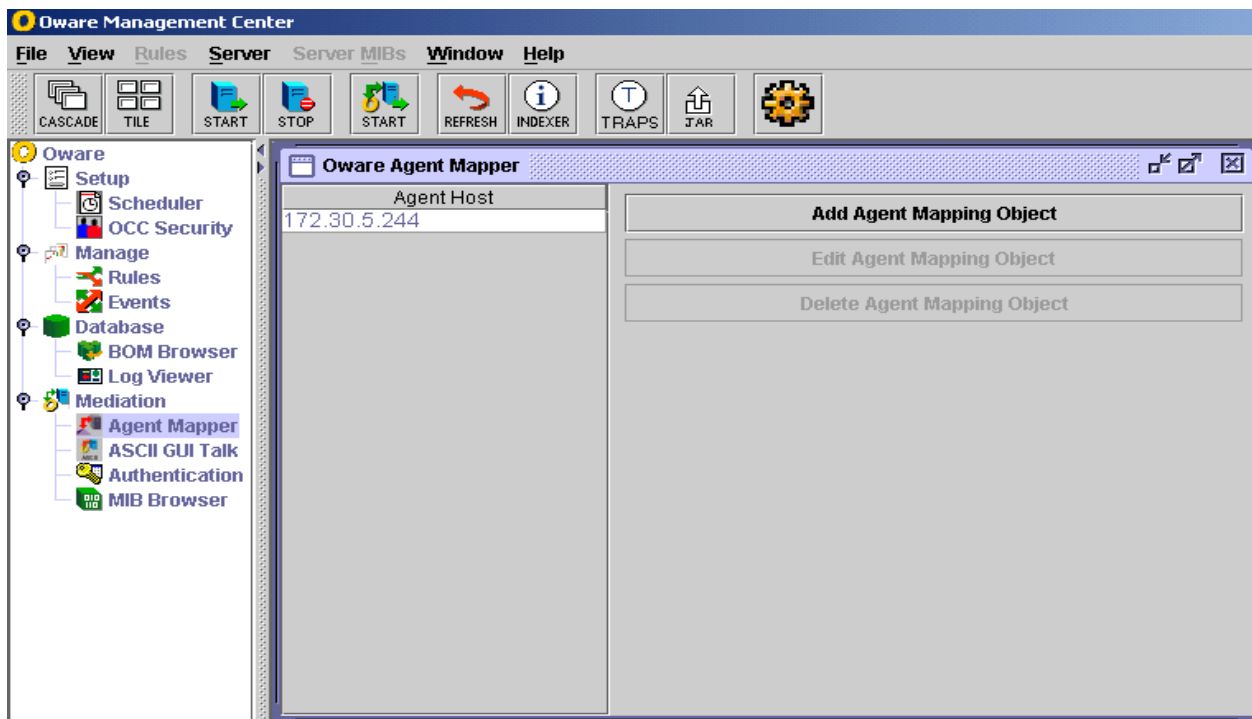 Oware Management Center
File View Rules Server Server MIBs Window Help
CASCADE TILE START STOP START REFRESH i INDEXER T TRAPS JAR
Oware
Setup
Scheduler
OCC Security
Manage
Rules
Events
Database
BOM Browser
Log Viewer
Mediation
Agent Mapper
ASCII GUI Talk
Authentication
MIB Browser
Oware Agent Mapper
Agent Host
172.30.5.244
Add Agent Mapping Object
Edit Agent Mapping Object
Delete Agent Mapping Object